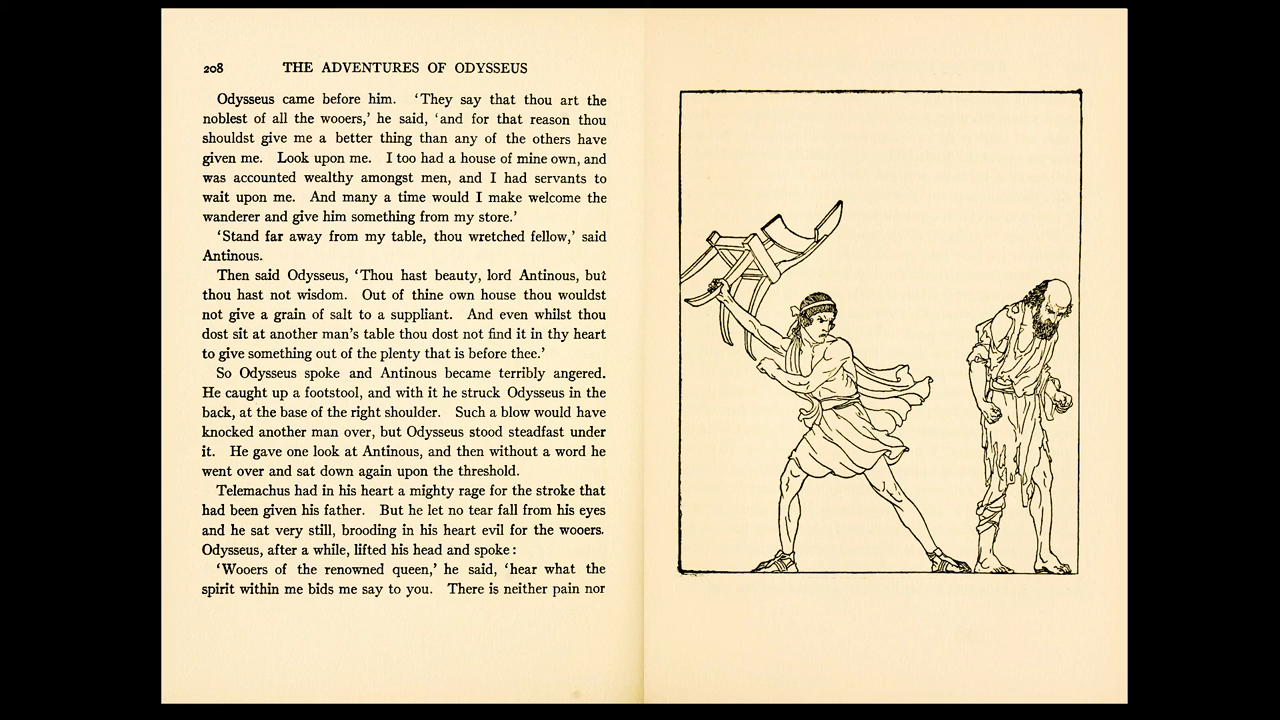 208 THE ADVENTURES OF ODYSSEUS
Odysseus came before him. ‘They say that thou art the
noblest of all the wooers,’ he said, ‘and for that reason thou
shouldst give me a better thing than any of the others have
given me. Look upon me. I too had a house of mine own, and
was accounted wealthy amongst men, and I had servants to
wait upon me. And many a time would I make welcome the
wanderer and give him something from my store.’
‘Stand far away from my table, thou wretched fellow,’ said
Antinous.
Then said Odysseus, ‘Thou hast beauty, lord Antinous, but
thou hast not wisdom. Out of thine own house thou wouldst
not give a grain of salt to a suppliant. And even whilst thou
dost sit at another man’s table thou dost not find it in thy heart
to give something out of the plenty that is before thee.’
So Odysseus spoke and Antinous became terribly angered.
He caught up a footstool, and with it he struck Odysseus in the
back, at the base of the right shoulder. Such a blow would have
knocked another man over, but Odysseus stood steadfast under
it. He gave one look at Antinous, and then without a word he
went over and sat down again upon the threshold.
Telemachus had in his heart a mighty rage for the stroke that
had been given his father. But he let no tear fall from his eyes
and he sat very still, brooding in his heart evil for the wooers.
Odysseus, after a while, lifted his head and spoke:
‘Wooers of the renowned queen,’ he said, ‘hear what the
spirit within me bids me say to you. There is neither pain nor